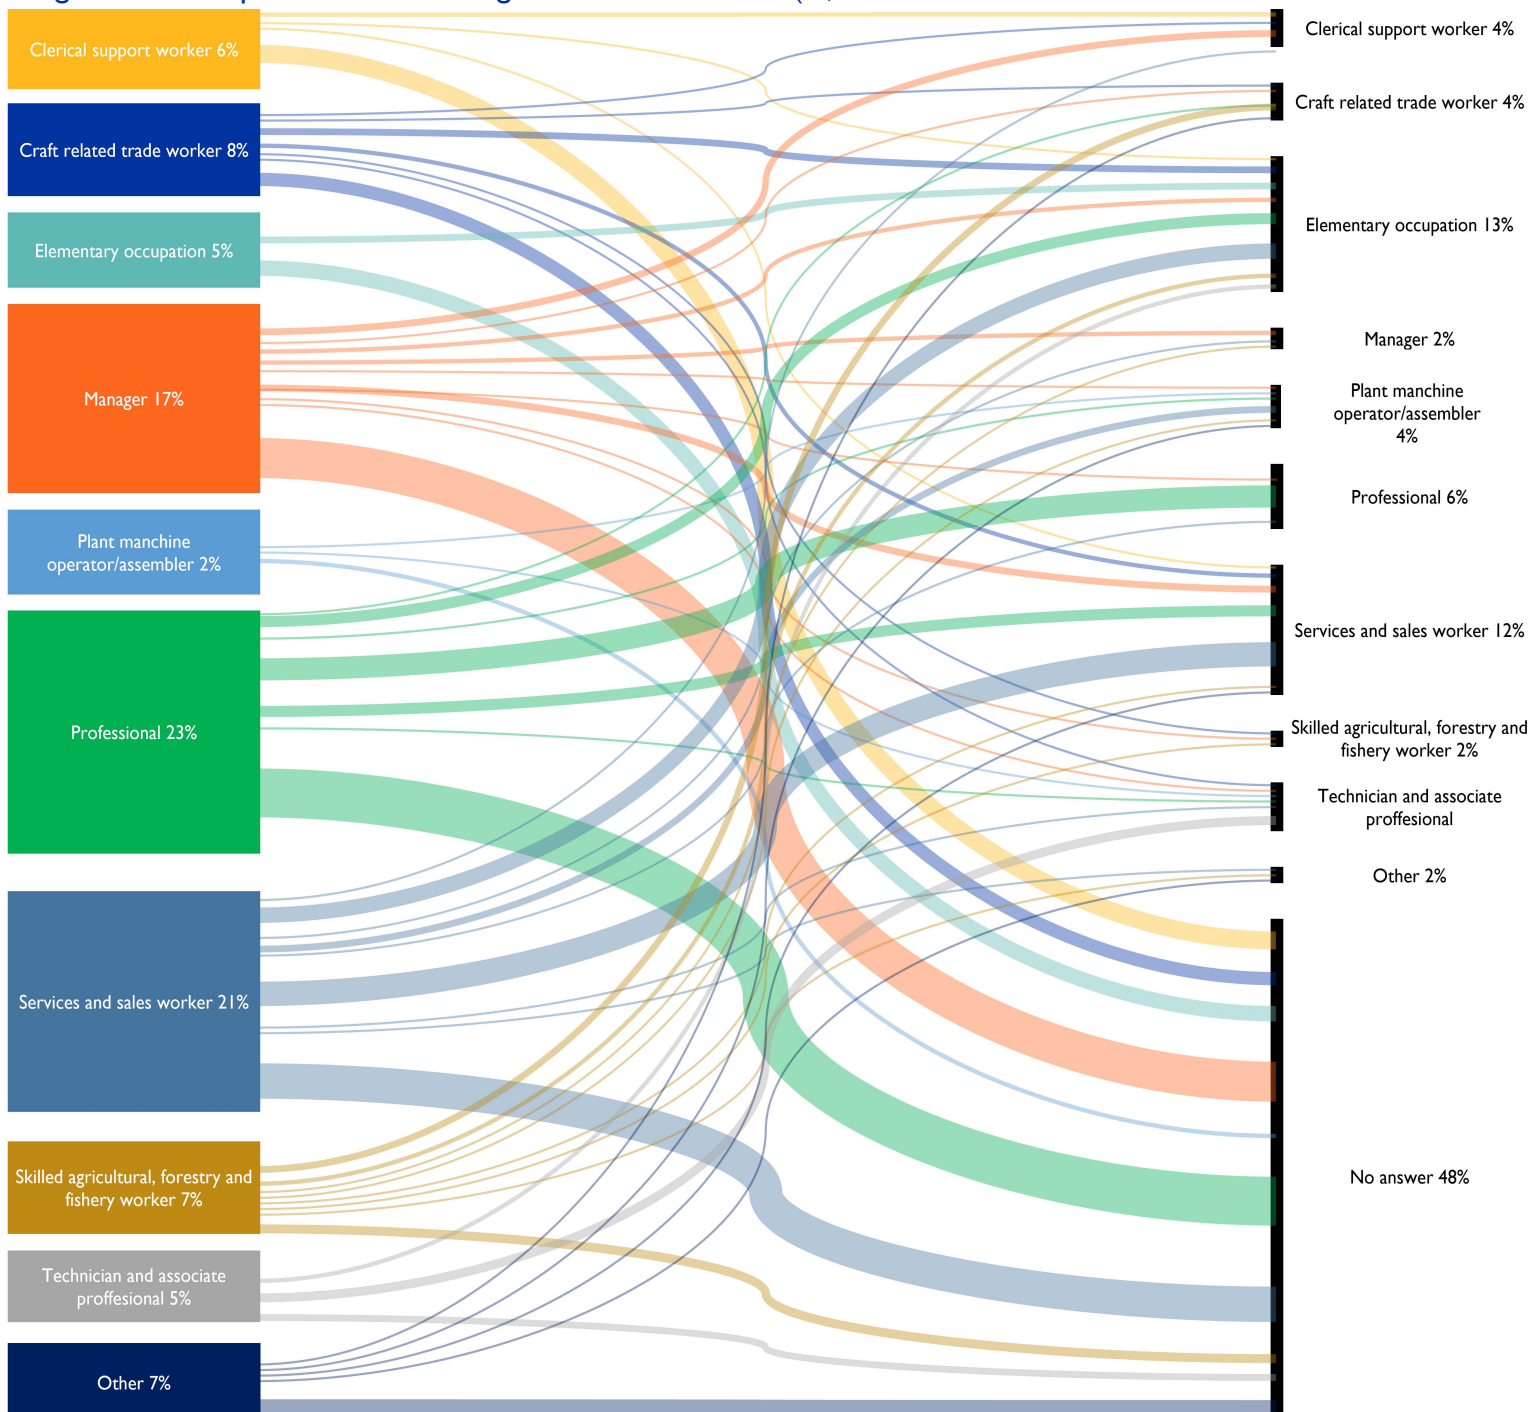 Clerical support worker 6%
Craft related trade worker 8%
Elementary occupation 5%
Manager 17%
Plant manchine
operator/assembler 2%
Professional 23%
Services and sales worker 21%
Skilled agricultural, forestry and
fishery worker 7%
Technician and associate
proffesional 5%
Other 7%
Clerical support worker 4%
Craft related trade worker 4%
Elementary occupation 13%
Manager 2%
Plant manchine
operator/assembler
4%
Professional 6%
Services and sales worker 12%
Skilled agricultural, forestry and
fishery worker 2%
Technician and associate
proffesional
Other 2%
No answer 48%